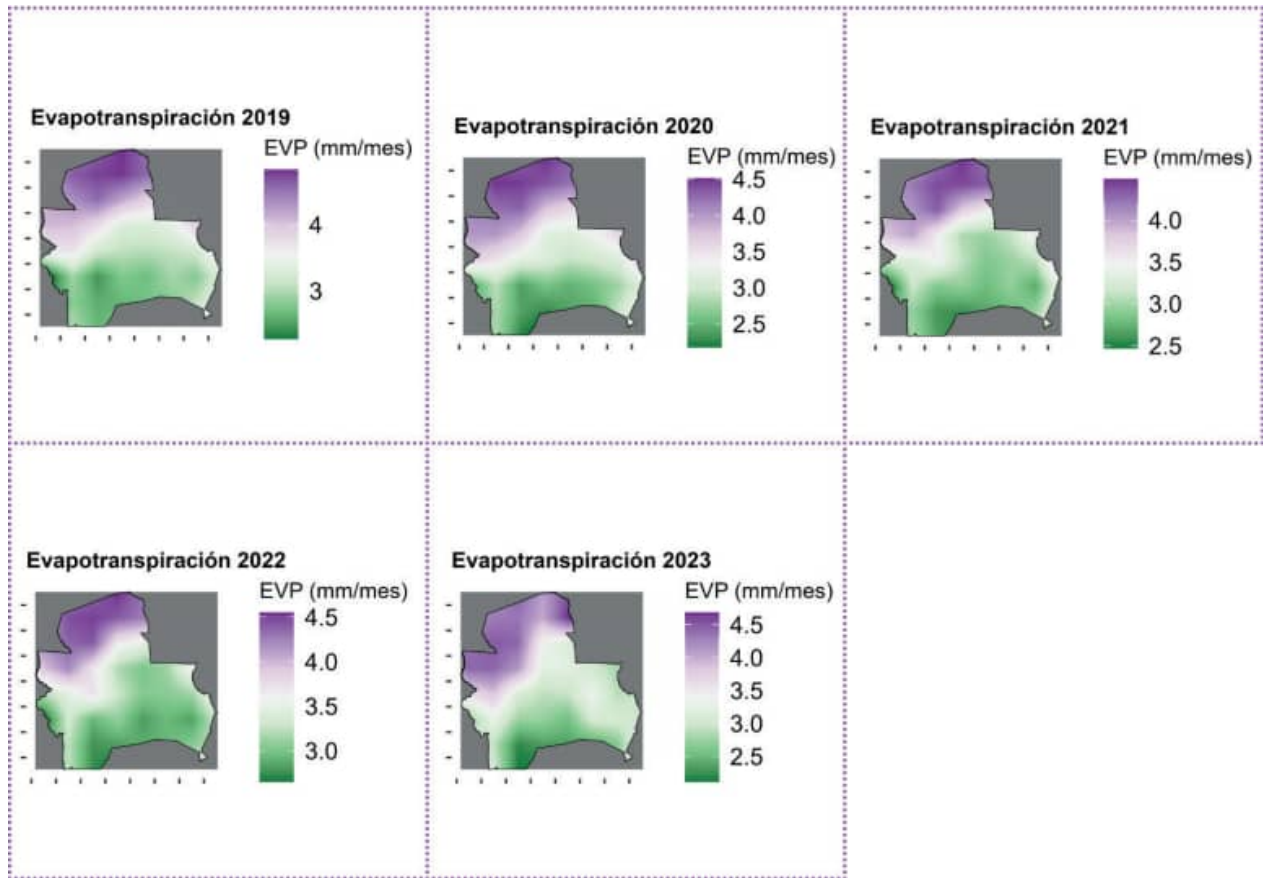 Evapotranspiración 2019
EVP (mm/mes)
4
3
Evapotranspiración 2020
EVP (mm/mes)
4.5
4.0
3.5
3.0
2.5
Evapotranspiración 2021
EVP (mm/mes)
4.0
3.5
3.0
2.5
Evapotranspiración 2022
EVP (mm/mes)
4.5
4.0
3.5
3.0
Evapotranspiración 2023
EVP (mm/mes)
4.5
4.0
3.5
3.0
2.5